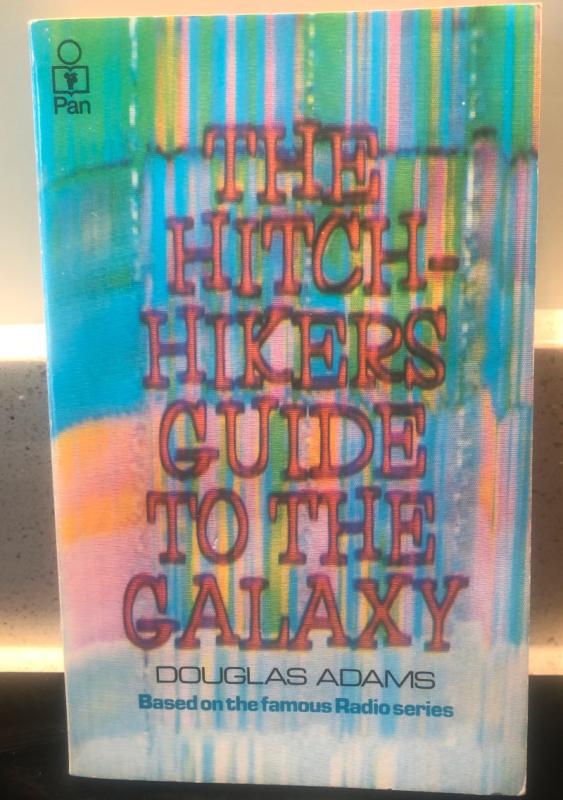 Pan
THE
HITCH-
HIKERS
GUIDE
TO THE
GALAXY
DOUGLAS ADAMS
Based on the famous Radio series